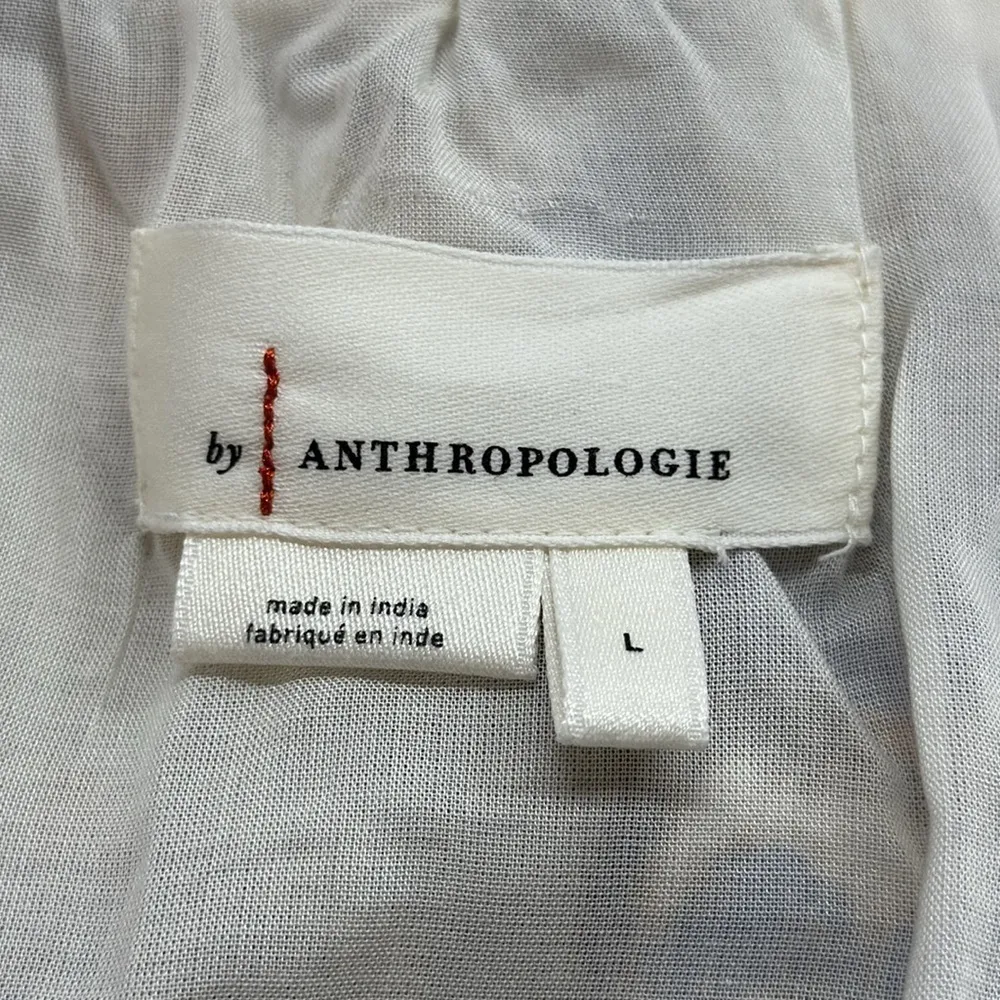 by ANTHROPOLOGIE
made in india
fabriqué en inde
L